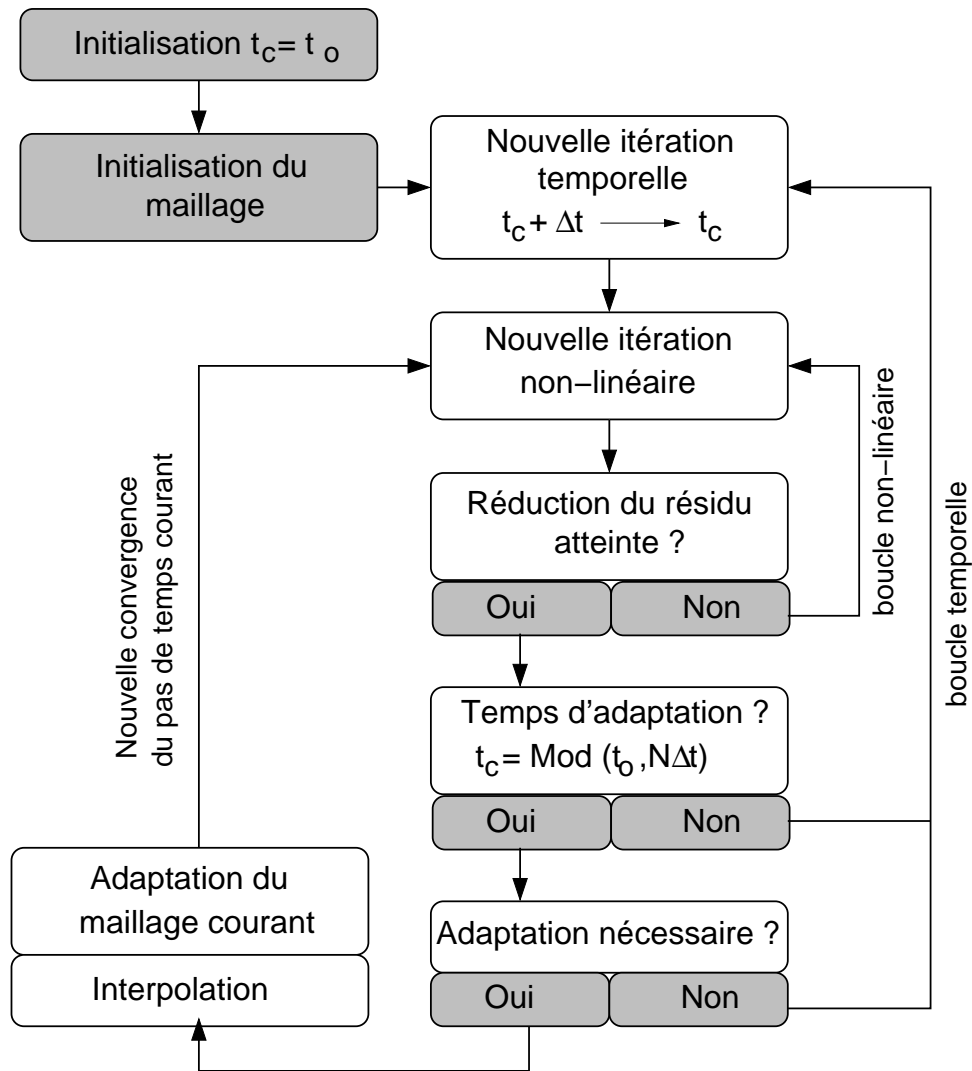 Initialisation t_c = t_o
Initialisation du
maillage
Nouvelle itération
temporelle
t_c + Δt ⟶ t_c
Nouvelle itération
non−linéaire
Réduction du résidu
atteinte ?
Oui
Non
Temps d'adaptation ?
t_c = Mod (t_o, NΔt)
Oui
Non
Adaptation nécessaire ?
Oui
Non
Adaptation du
maillage courant
Interpolation
Nouvelle convergence
du pas de temps courant
boucle non−linéaire
boucle temporelle